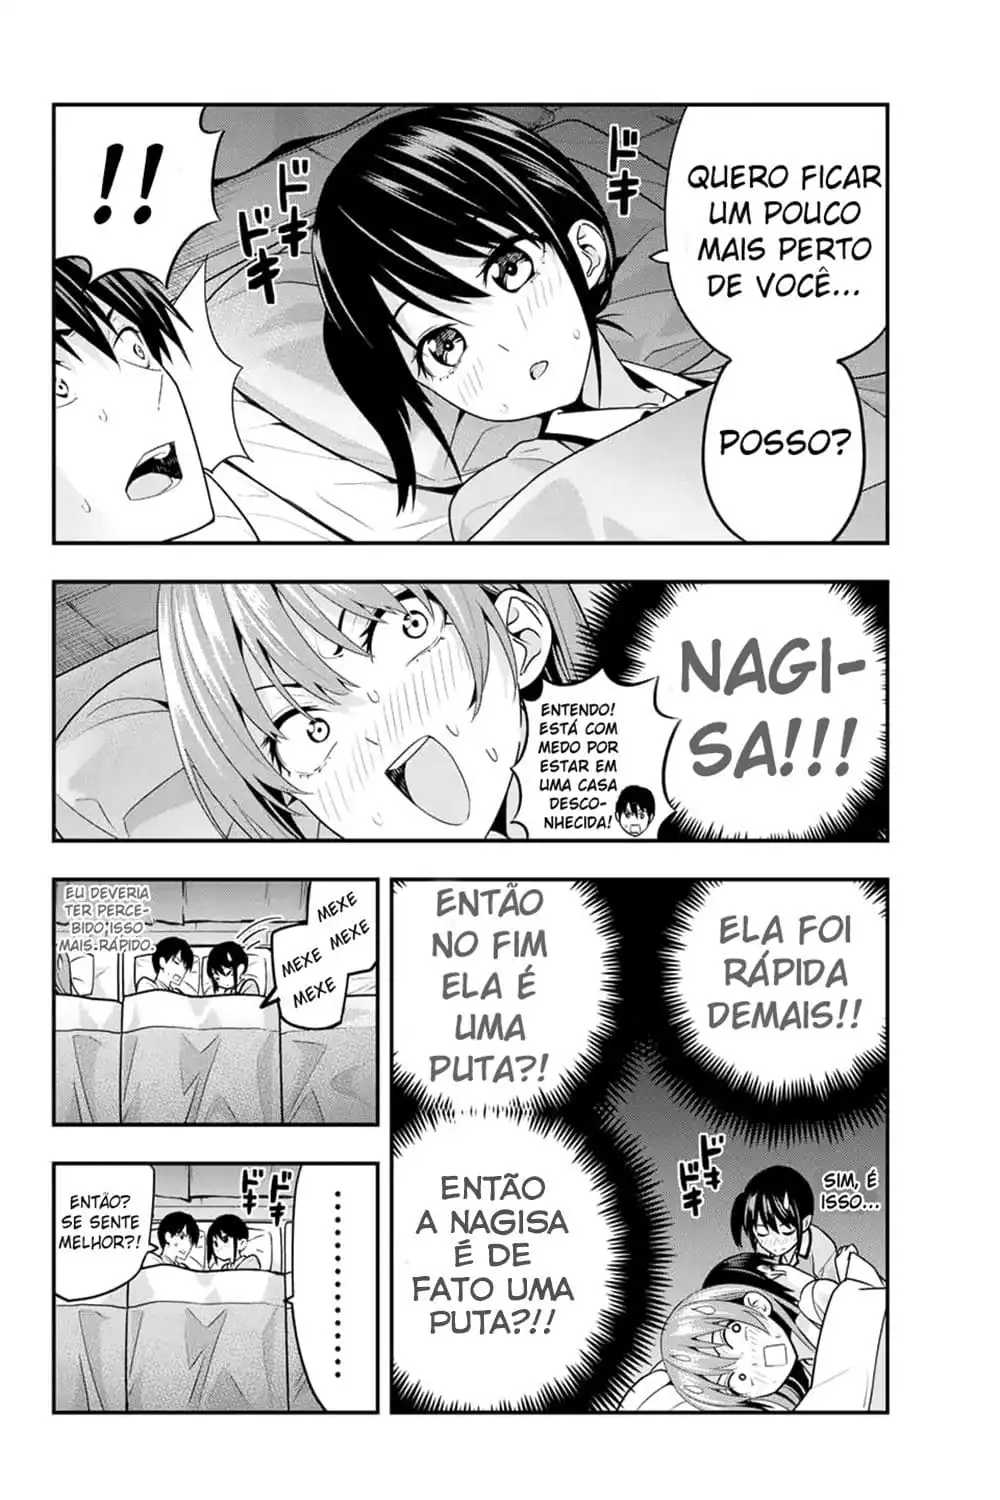 QUERO FICAR
UM POUCO
MAIS PERTO
DE VOCÊ...
POSSO?
ドキ
ドキ
ドキ
!!
NAGI-
SA!!!
ENTENDO!
ESTÁ COM
MEDO POR
ESTAR EM
UMA CASA
DESCO-
NHECIDA!
MEXE
MEXE MEXE
MEXE
EU DEVERIA
TER PERCE-
BIDO ISSO
MAIS RÁPIDO.
.........
ドキ
ドキ
ENTÃO?
SE SENTE
MELHOR?!
ELA FOI
RÁPIDA
DEMAIS!!
ENTÃO
NO FIM
ELA É
UMA
PUTA?!
ENTÃO
A NAGISA
É DE
FATO UMA
PUTA?!!
SIM, É
ISSO...
ドキ
ドキ